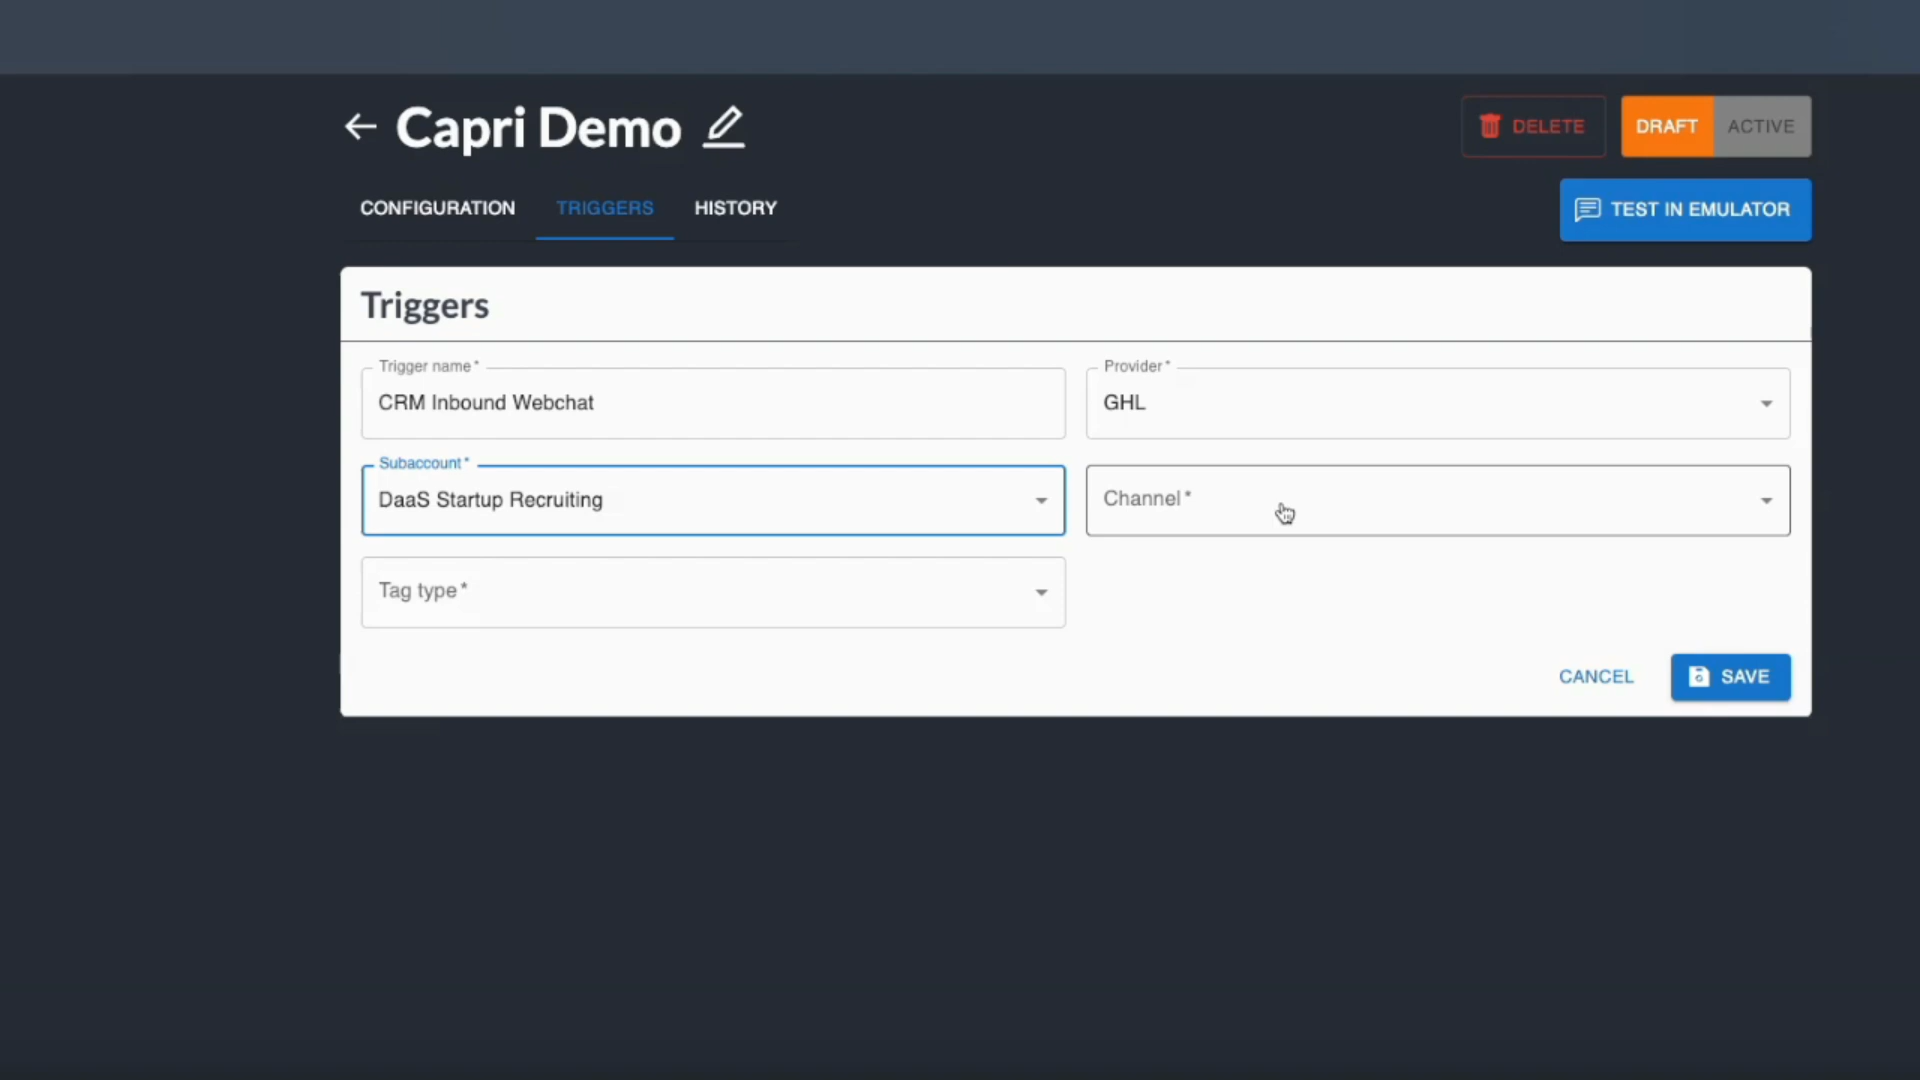 Capri Demo
DELETE
DRAFT
ACTIVE
CONFIGURATION
TRIGGERS
HISTORY
TEST IN EMULATOR
Triggers
Trigger name *
CRM Inbound Webchat
Provider *
GHL
Subaccount *
DaaS Startup Recruiting
Channel *
Tag type *
CANCEL
SAVE